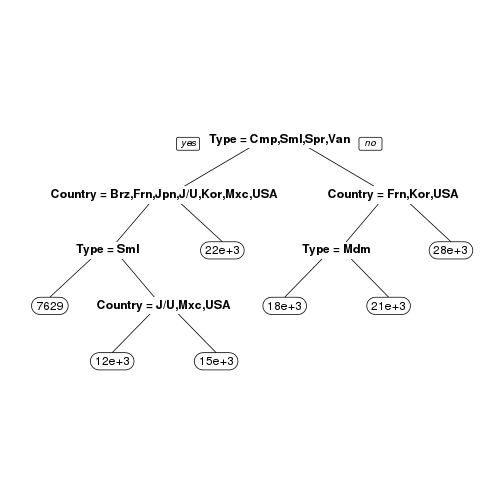 yes Type = Cmp,Sml,Spr,Van no
Country = Brz,Frn,Jpn,J/U,Kor,Mxc,USA Country = Frn,Kor,USA
Type = Sml 22e+3 Type = Mdm 28e+3
7629 Country = J/U,Mxc,USA 18e+3 21e+3
12e+3 15e+3